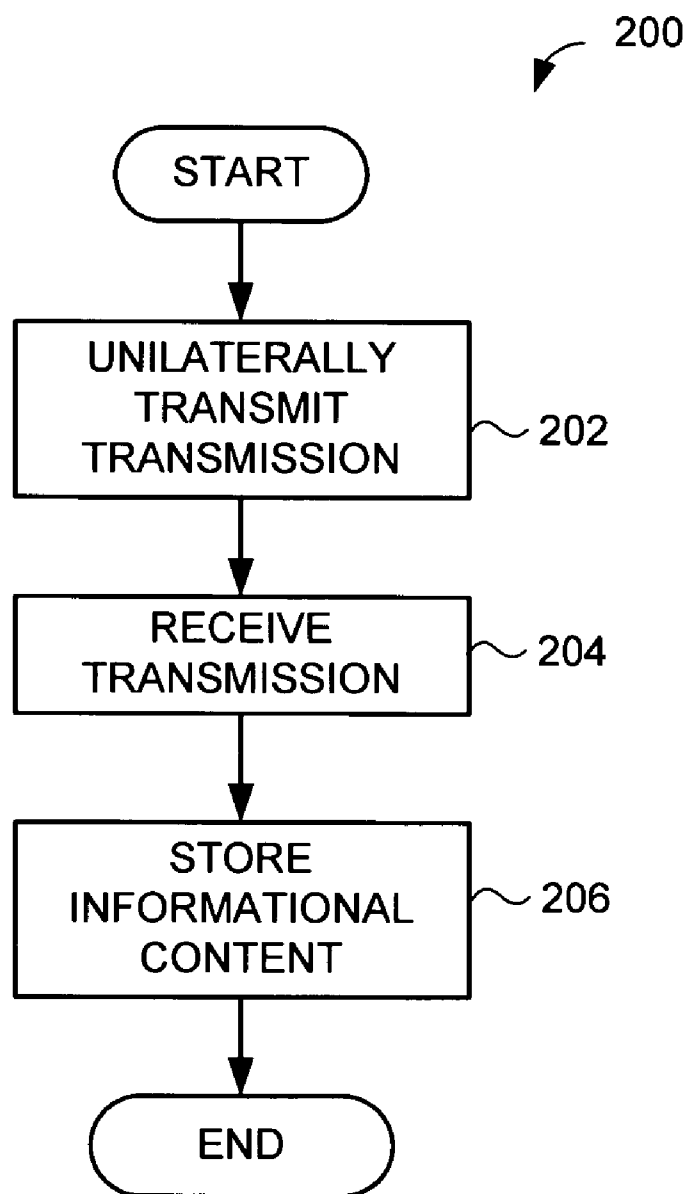 200
START
UNILATERALLY
TRANSMIT
TRANSMISSION
202
RECEIVE
TRANSMISSION
204
STORE
INFORMATIONAL
CONTENT
206
END